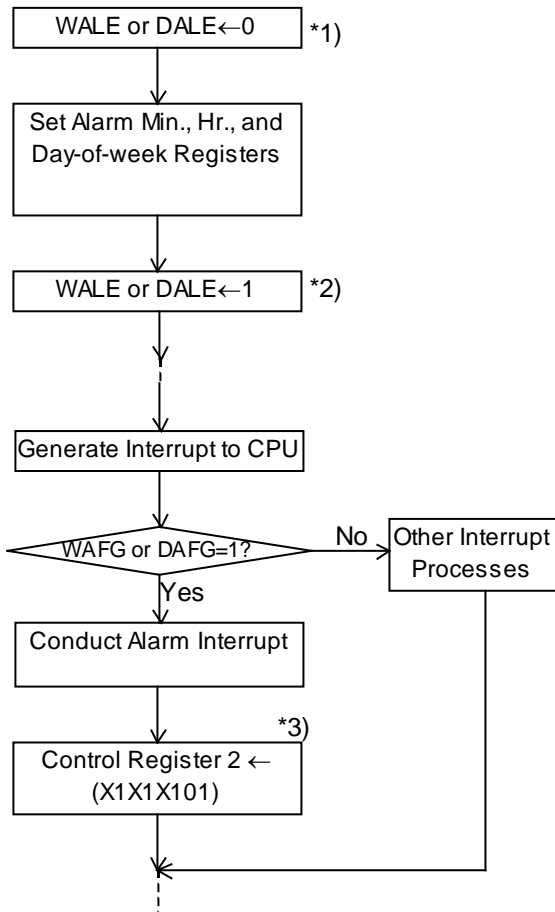 WALE or DALE←0
*1)
Set Alarm Min., Hr., and
Day-of-week Registers
WALE or DALE←1
*2)
Generate Interrupt to CPU
WAFG or DAFG=1?
No
Other Interrupt
Processes
Yes
Conduct Alarm Interrupt
*3)
Control Register 2 ←
(X1X1X101)